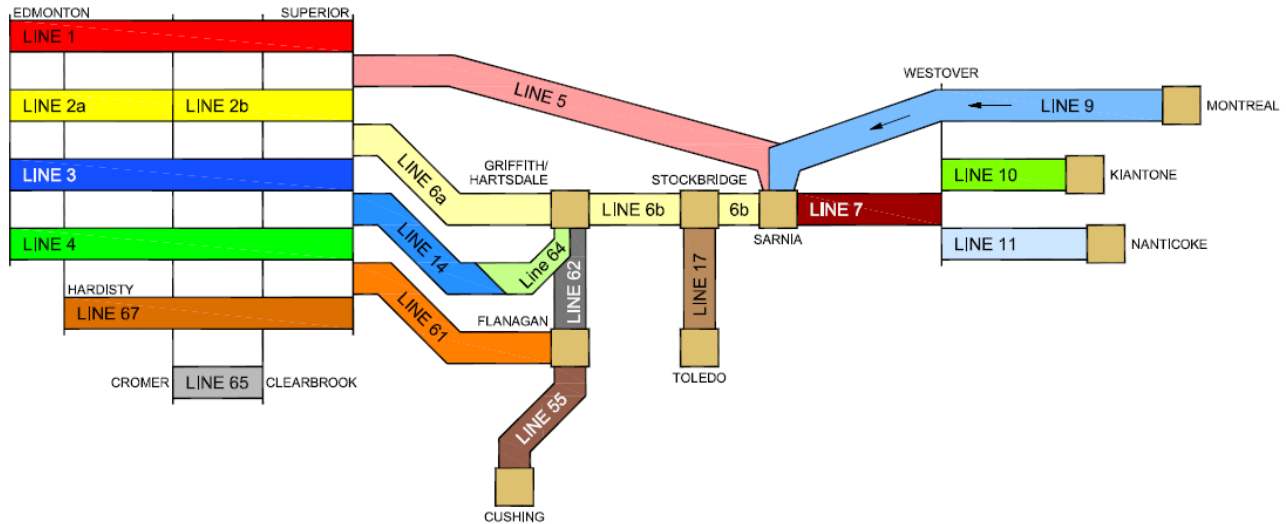 EDMONTON
SUPERIOR
LINE 1
LINE 5
WESTOVER
LINE 2a
LINE 2b
LINE 9
MONTREAL
LINE 3
LINE 6a
GRIFFITH/
HARTSDALE
STOCKBRIDGE
LINE 10
KIANTONE
LINE 6b
6b
LINE 7
SARNIA
LINE 4
LINE 14
Line 64
LINE 62
LINE 17
LINE 11
NANTICOKE
HARDISTY
LINE 67
LINE 61
FLANAGAN
TOLEDO
CROMER
LINE 65
CLEARBROOK
LINE 55
CUSHING